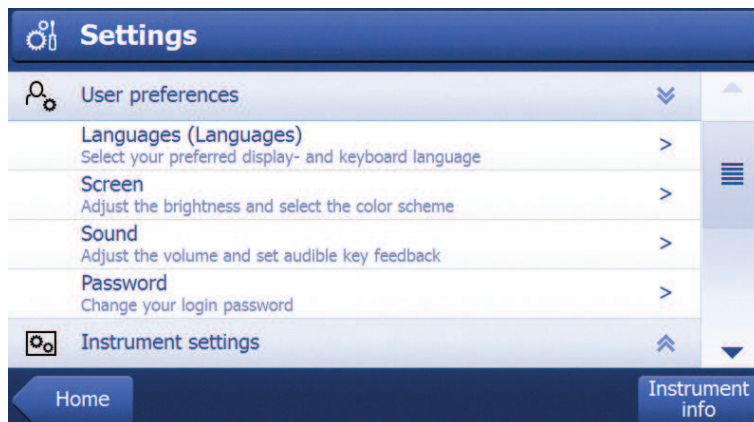 Settings
User preferences
Languages (Languages)
Select your preferred display- and keyboard language
>
Screen
Adjust the brightness and select the color scheme
>
Sound
Adjust the volume and set audible key feedback
>
Password
Change your login password
>
Instrument settings
Home
Instrument
info